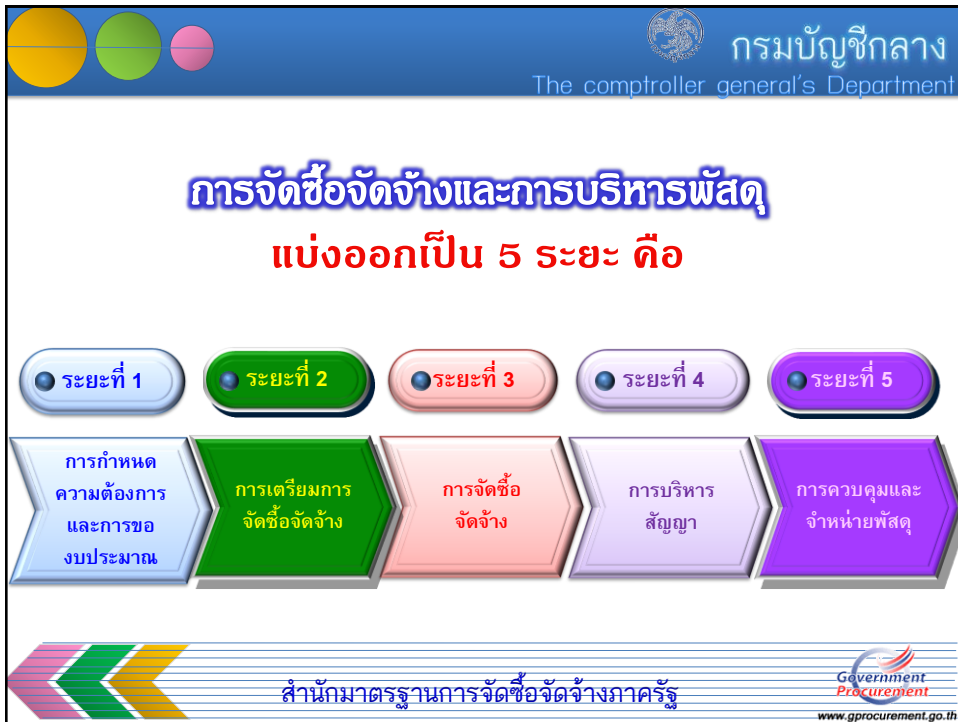 กรมบัญชีกลาง
The comptroller general's Department
การจัดซื้อจัดจ้างและการบริหารพัสดุ
แบ่งออกเป็น 5 ระยะ คือ
ระยะที่ 1
ระยะที่ 2
ระยะที่ 3
ระยะที่ 4
ระยะที่ 5
การกำหนด
ความต้องการ
และการขอ
งบประมาณ
การเตรียมการ
จัดซื้อจัดจ้าง
การจัดซื้อ
จัดจ้าง
การบริหาร
สัญญา
การควบคุมและ
จำหน่ายพัสดุ
สำนักมาตรฐานการจัดซื้อจัดจ้างภาครัฐ
Government
Procurement
www.gprocurement.go.th